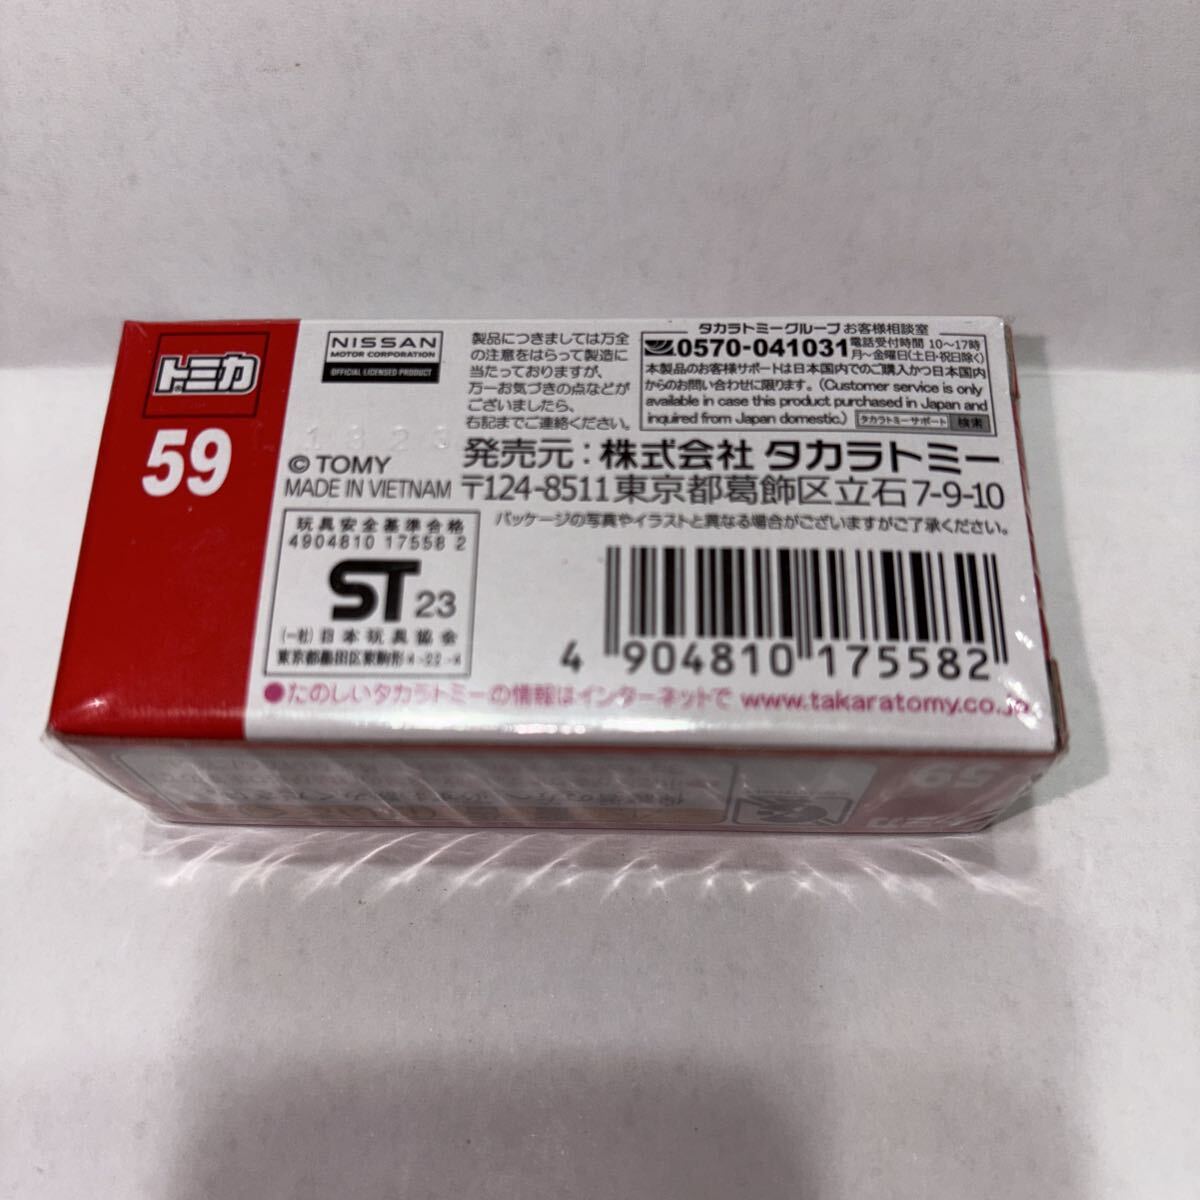 トミカ
59
NISSAN
MOTOR CORPORATION
OFFICIAL LICENSED PRODUCT
© TOMY
MADE IN VIETNAM
玩具安全基準合格
4904810 17558 2
ST 23
(一社)日本玩具協会
製品につきましては万全
の注意をはらって製造に
当たっておりますが、
万一お気づきの点などが
ございましたら、
右記までご連絡ください。
タカラトミーグループ お客様相談室
0570-041031
電話受付時間 10〜17時
月〜金曜日(土日・祝日除く)
本製品のお客様サポートは日本国内でのご購入かつ日本国内
からのお問い合わせに限ります。(Customer service is only
available in case this product purchased in Japan and
inquired from Japan domestic.) タカラトミーサポート 検索
発売元:株式会社 タカラトミー
〒124-8511 東京都葛飾区立石7-9-10
パッケージの写真やイラストと異なる場合がございますがご了承ください。
4 904810 175582
●たのしいタカラトミーの情報はインターネットで www.takaratomy.co.jp
59